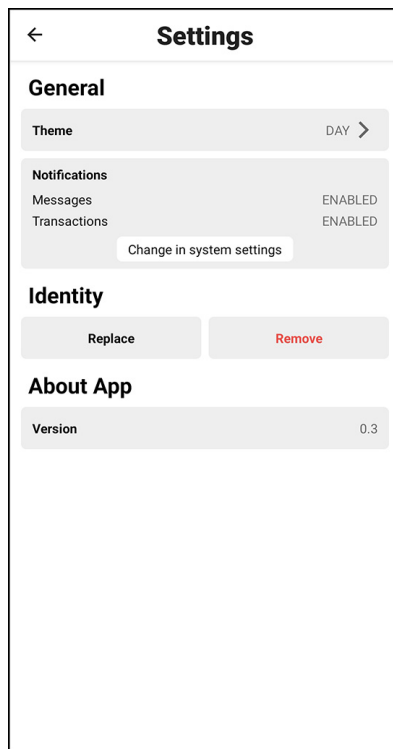 Settings
General
Theme DAY
Notifications
Messages ENABLED
Transactions ENABLED
Change in system settings
Identity
Replace Remove
About App
Version 0.3